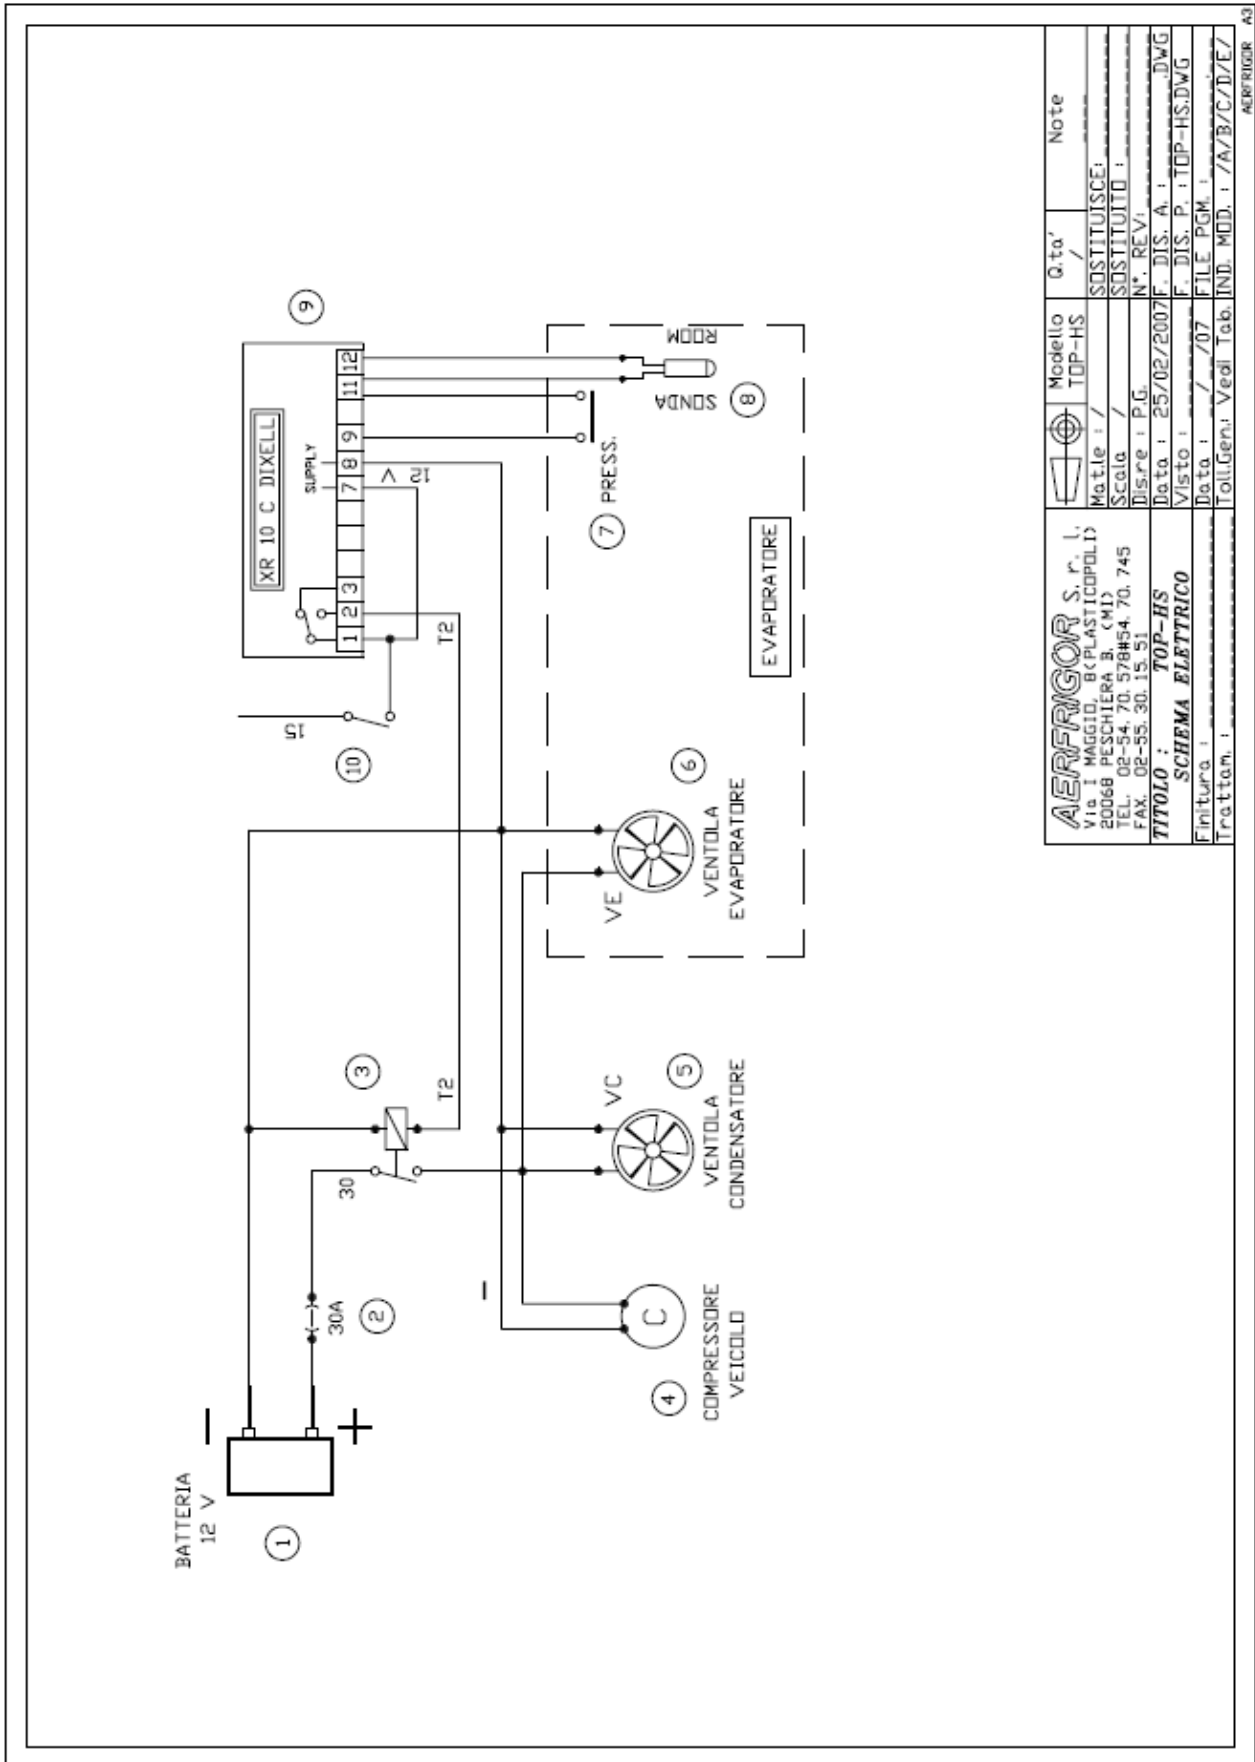 BATTERIA
12 V
1
-
+
30A
2
30
3
T2
T2
-
15
10
XR 10 C DIXELL
SUPPLY
1 2 3 7 8 9 11 12
12 V
9
4
C
COMPRESSORE
VEICOLO
VC
5
VENTOLA
CONDENSATORE
VE
6
VENTOLA
EVAPORATORE
7 PRESS.
SONDA ROOM
8
EVAPORATORE
AERFRIGOR S. r. l.
Via I MAGGIO, 8(PLASTICOPOLI)
20068 PESCHIERA B. (MI)
TEL. 02-54. 70. 578#54. 70. 745
FAX. 02-55. 30. 15. 51
TITOLO : TOP-HS
SCHEMA ELETTRICO
Finitura :
Trattam. :
Modello
TOP-HS
Q.ta'
/
Note
Mat.le : /
SOSTITUISCE:
Scala /
SOSTITUITO :
Dis.re : P.G.
N°. REV:
Data : 25/02/2007
F. DIS. A. : .DWG
Visto :
F. DIS. P. : TOP-HS.DWG
Data : / /07
FILE PGM. :
Toll.Gen.: Vedi Tab.
IND. MOD. : /A/B/C/D/E/
AERFRIGOR A3